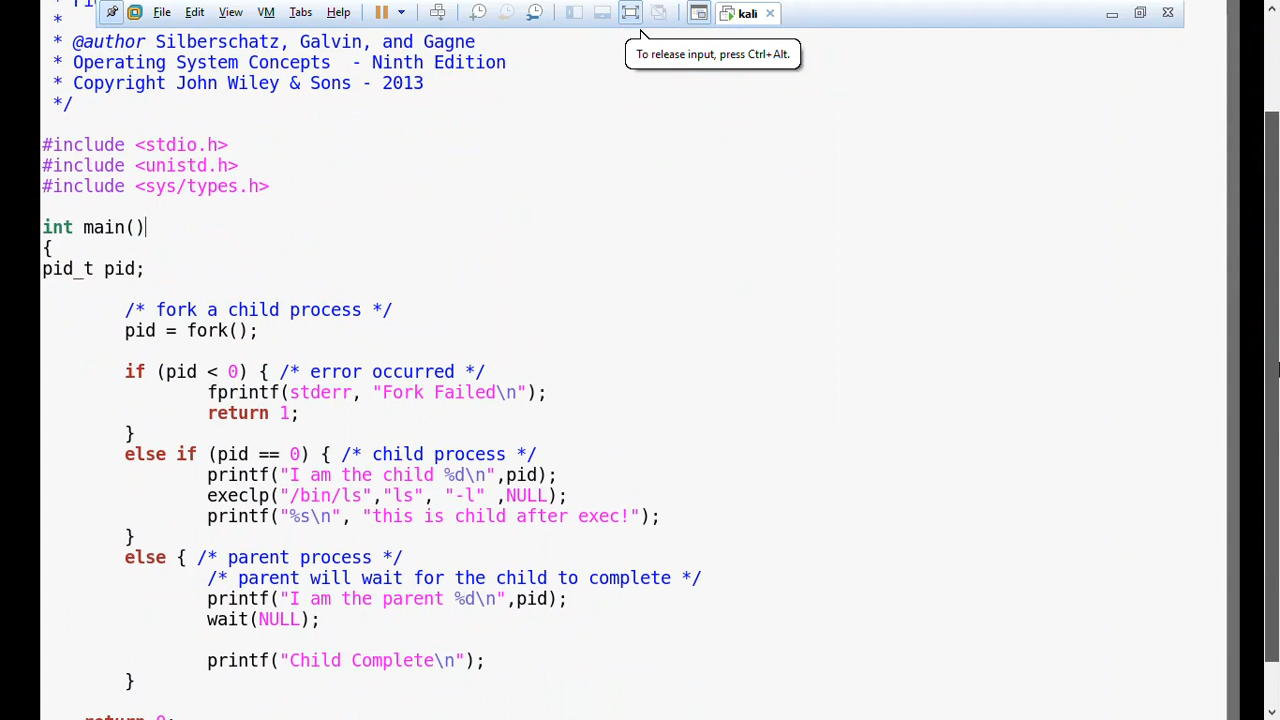 File Edit View VM Tabs Help kali
To release input, press Ctrl+Alt.
*
* @author Silberschatz, Galvin, and Gagne
* Operating System Concepts  - Ninth Edition
* Copyright John Wiley & Sons - 2013
*/
#include <stdio.h>
#include <unistd.h>
#include <sys/types.h>
int main()
{
pid_t pid;
/* fork a child process */
pid = fork();
if (pid < 0) { /* error occurred */
fprintf(stderr, "Fork Failed\n");
return 1;
}
else if (pid == 0) { /* child process */
printf("I am the child %d\n",pid);
execlp("/bin/ls","ls", "-l" ,NULL);
printf("%s\n", "this is child after exec!");
}
else { /* parent process */
/* parent will wait for the child to complete */
printf("I am the parent %d\n",pid);
wait(NULL);
printf("Child Complete\n");
}
return 0;